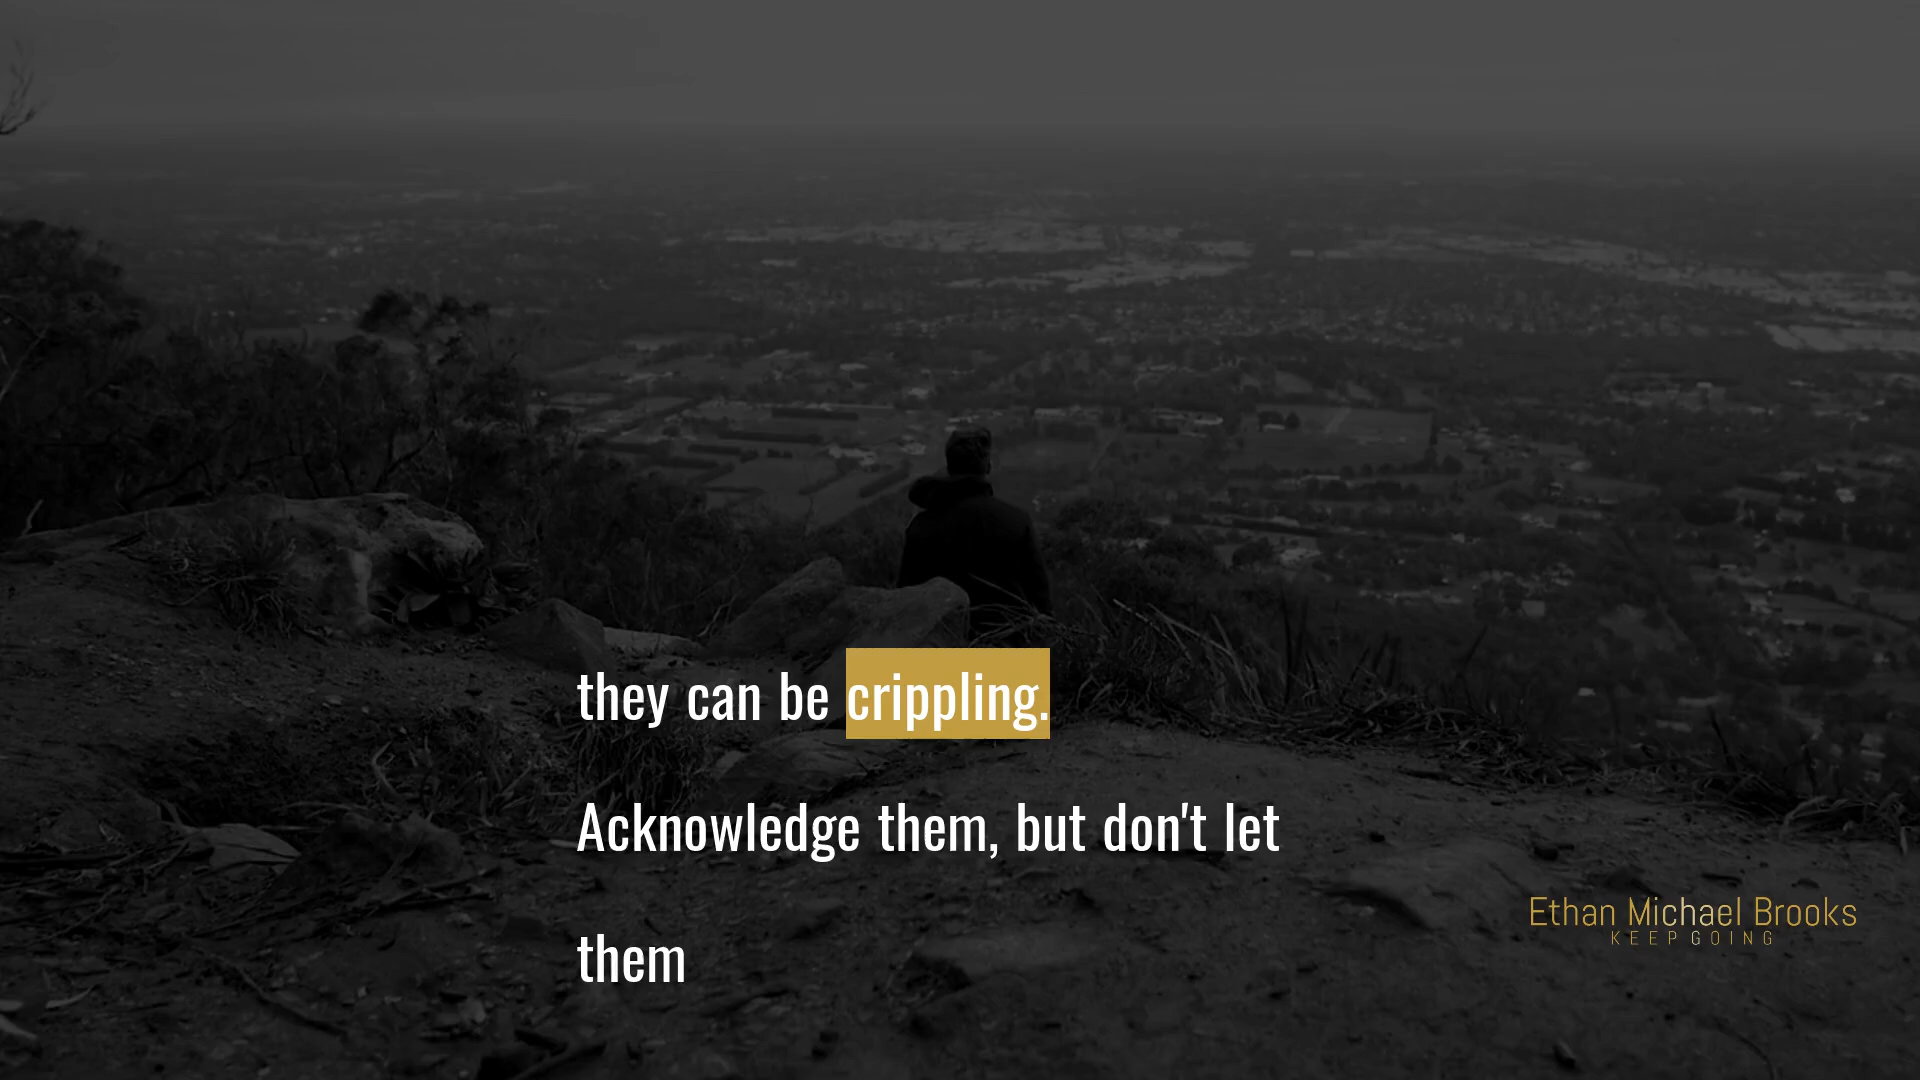 they can be crippling.
Acknowledge them, but don't let
them
Ethan Michael Brooks
KEEP GOING